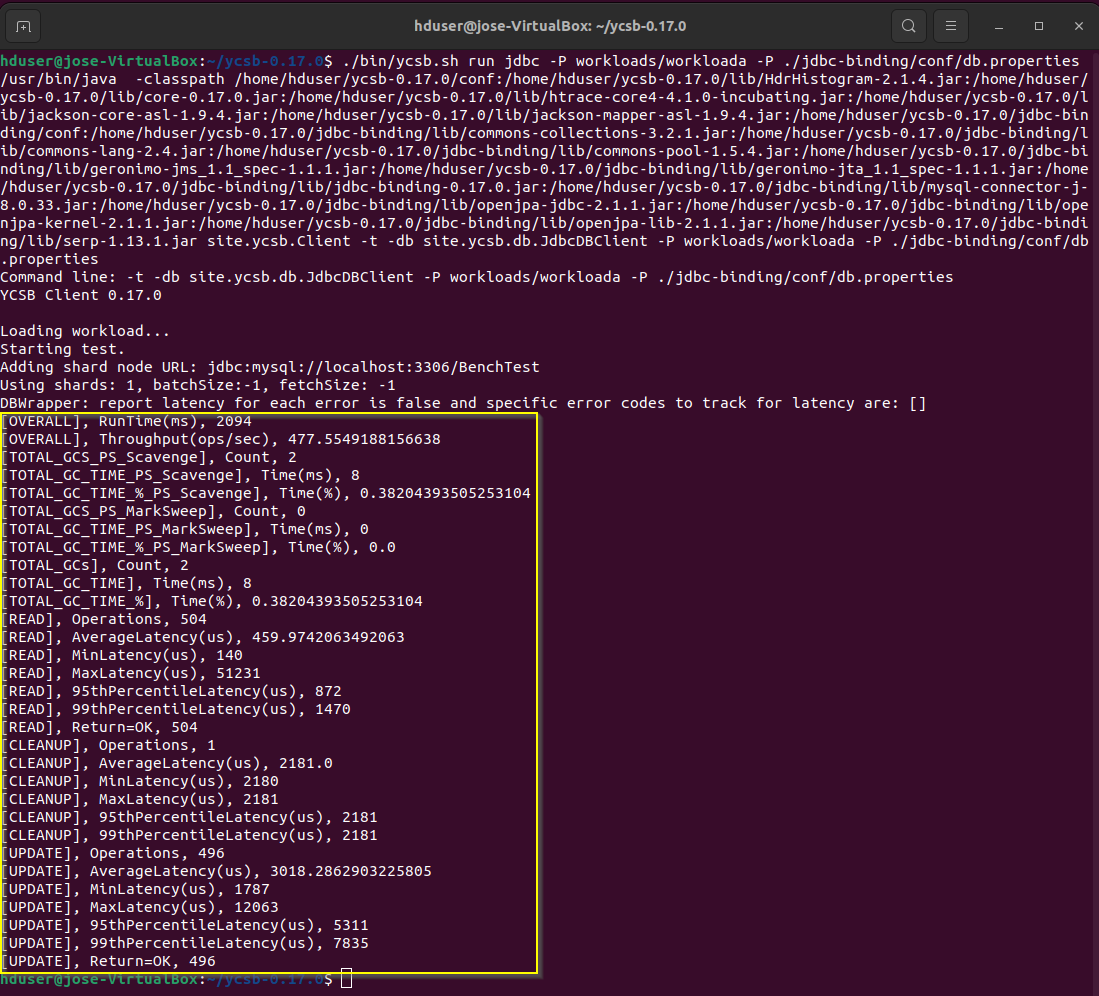 hduser@jose-VirtualBox: ~/ycsb-0.17.0
hduser@jose-VirtualBox:~/ycsb-0.17.0$ ./bin/ycsb.sh run jdbc -P workloads/workloada -P ./jdbc-binding/conf/db.properties
/usr/bin/java  -classpath /home/hduser/ycsb-0.17.0/conf:/home/hduser/ycsb-0.17.0/lib/HdrHistogram-2.1.4.jar:/home/hduser/
ycsb-0.17.0/lib/core-0.17.0.jar:/home/hduser/ycsb-0.17.0/lib/htrace-core4-4.1.0-incubating.jar:/home/hduser/ycsb-0.17.0/l
ib/jackson-core-asl-1.9.4.jar:/home/hduser/ycsb-0.17.0/lib/jackson-mapper-asl-1.9.4.jar:/home/hduser/ycsb-0.17.0/jdbc-bin
ding/conf:/home/hduser/ycsb-0.17.0/jdbc-binding/lib/commons-collections-3.2.1.jar:/home/hduser/ycsb-0.17.0/jdbc-binding/l
ib/commons-lang-2.4.jar:/home/hduser/ycsb-0.17.0/jdbc-binding/lib/commons-pool-1.5.4.jar:/home/hduser/ycsb-0.17.0/jdbc-bi
nding/lib/geronimo-jms_1.1_spec-1.1.1.jar:/home/hduser/ycsb-0.17.0/jdbc-binding/lib/geronimo-jta_1.1_spec-1.1.1.jar:/home
/hduser/ycsb-0.17.0/jdbc-binding/lib/jdbc-binding-0.17.0.jar:/home/hduser/ycsb-0.17.0/jdbc-binding/lib/mysql-connector-j-
8.0.33.jar:/home/hduser/ycsb-0.17.0/jdbc-binding/lib/openjpa-jdbc-2.1.1.jar:/home/hduser/ycsb-0.17.0/jdbc-binding/lib/ope
njpa-kernel-2.1.1.jar:/home/hduser/ycsb-0.17.0/jdbc-binding/lib/openjpa-lib-2.1.1.jar:/home/hduser/ycsb-0.17.0/jdbc-bindi
ng/lib/serp-1.13.1.jar site.ycsb.Client -t -db site.ycsb.db.JdbcDBClient -P workloads/workloada -P ./jdbc-binding/conf/db
.properties
Command line: -t -db site.ycsb.db.JdbcDBClient -P workloads/workloada -P ./jdbc-binding/conf/db.properties
YCSB Client 0.17.0
Loading workload...
Starting test.
Adding shard node URL: jdbc:mysql://localhost:3306/BenchTest
Using shards: 1, batchSize:-1, fetchSize: -1
DBWrapper: report latency for each error is false and specific error codes to track for latency are: []
[OVERALL], RunTime(ms), 2094
[OVERALL], Throughput(ops/sec), 477.5549188156638
[TOTAL_GCS_PS_Scavenge], Count, 2
[TOTAL_GC_TIME_PS_Scavenge], Time(ms), 8
[TOTAL_GC_TIME_%_PS_Scavenge], Time(%), 0.38204393505253104
[TOTAL_GCS_PS_MarkSweep], Count, 0
[TOTAL_GC_TIME_PS_MarkSweep], Time(ms), 0
[TOTAL_GC_TIME_%_PS_MarkSweep], Time(%), 0.0
[TOTAL_GCs], Count, 2
[TOTAL_GC_TIME], Time(ms), 8
[TOTAL_GC_TIME_%], Time(%), 0.38204393505253104
[READ], Operations, 504
[READ], AverageLatency(us), 459.9742063492063
[READ], MinLatency(us), 140
[READ], MaxLatency(us), 51231
[READ], 95thPercentileLatency(us), 872
[READ], 99thPercentileLatency(us), 1470
[READ], Return=OK, 504
[CLEANUP], Operations, 1
[CLEANUP], AverageLatency(us), 2181.0
[CLEANUP], MinLatency(us), 2180
[CLEANUP], MaxLatency(us), 2181
[CLEANUP], 95thPercentileLatency(us), 2181
[CLEANUP], 99thPercentileLatency(us), 2181
[UPDATE], Operations, 496
[UPDATE], AverageLatency(us), 3018.2862903225805
[UPDATE], MinLatency(us), 1787
[UPDATE], MaxLatency(us), 12063
[UPDATE], 95thPercentileLatency(us), 5311
[UPDATE], 99thPercentileLatency(us), 7835
[UPDATE], Return=OK, 496
hduser@jose-VirtualBox:~/ycsb-0.17.0$